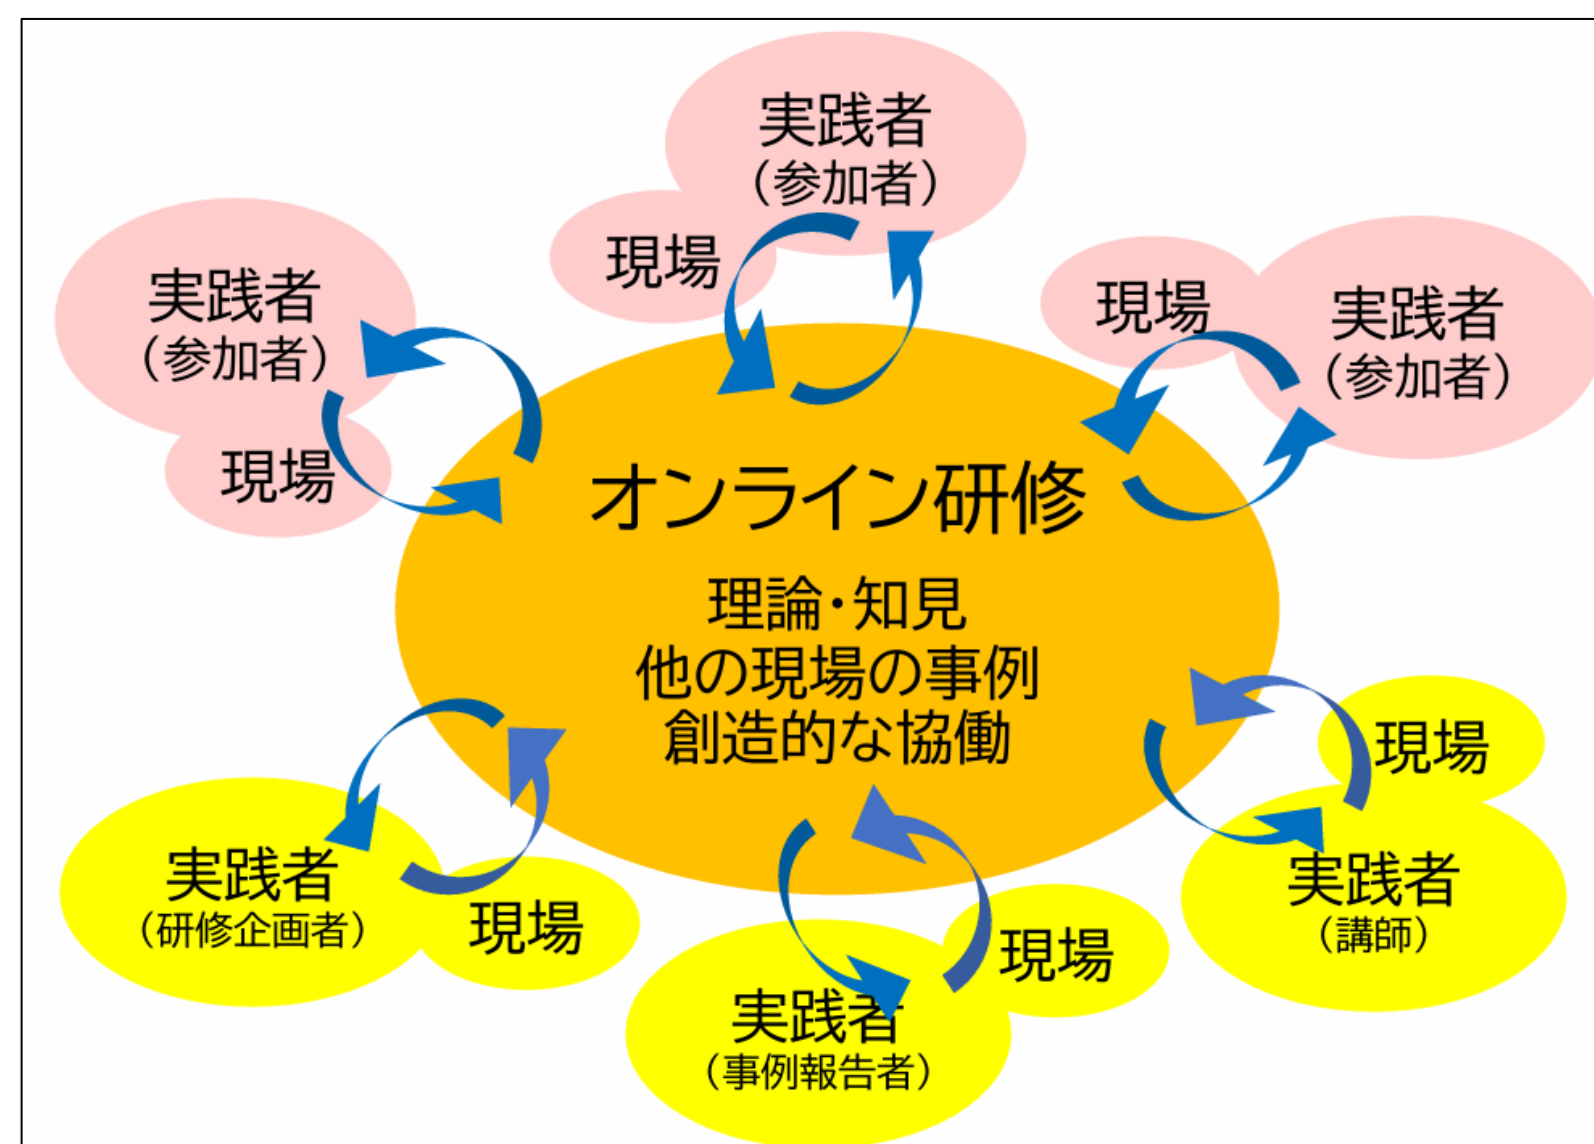 実践者
（参加者）
現場
実践者
（参加者）
現場
現場
実践者
（参加者）
オンライン研修
理論・知見
他の現場の事例
創造的な協働
実践者
（研修企画者）
現場
実践者
（事例報告者）
現場
現場
実践者
（講師）